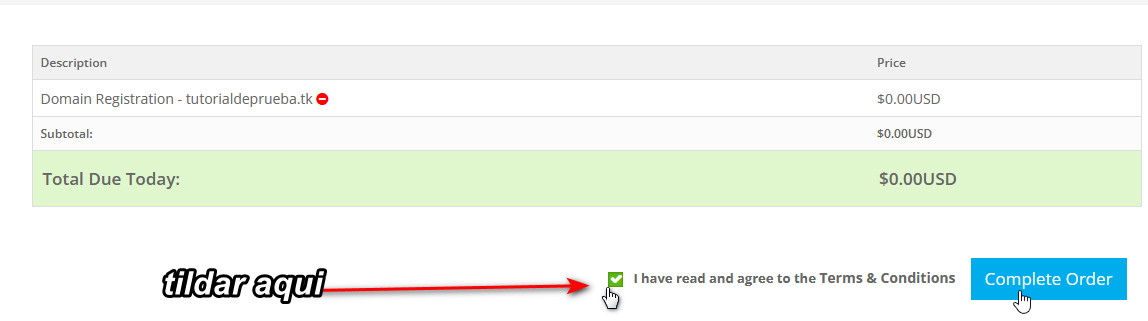 Description Price
Domain Registration - tutorialdeprueba.tk $0.00USD
Subtotal: $0.00USD
Total Due Today: $0.00USD
tildar aqui I have read and agree to the Terms & Conditions Complete Order